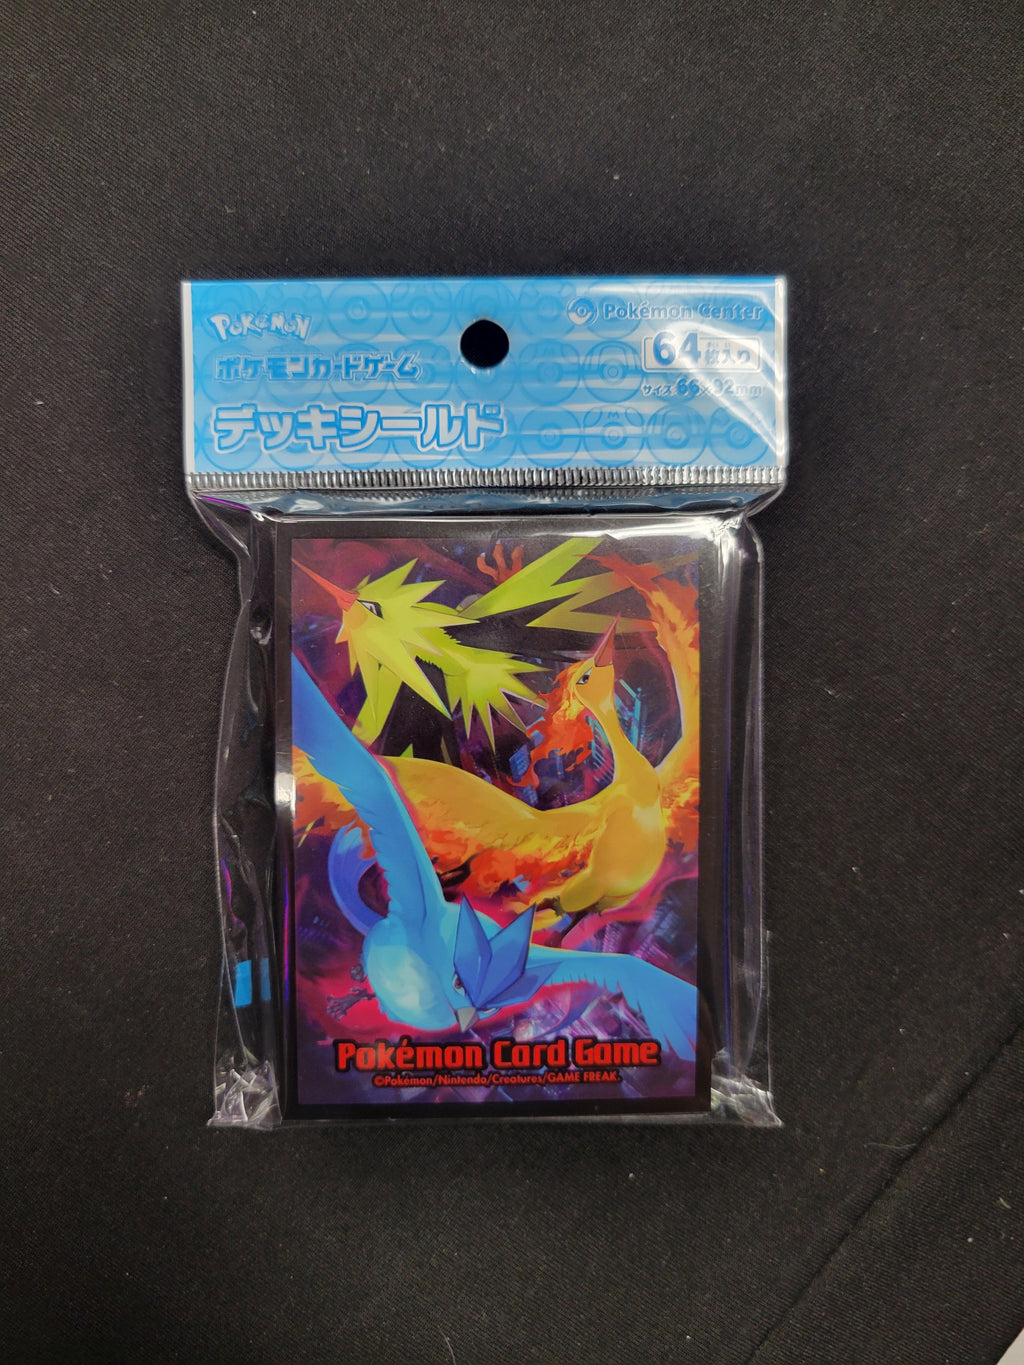 POKéMON
Pokémon Center
ポケモンカードゲーム
64枚入り
サイズ:66×92mm
デッキシールド
Pokémon Card Game
©Pokémon/Nintendo/Creatures/GAME FREAK.